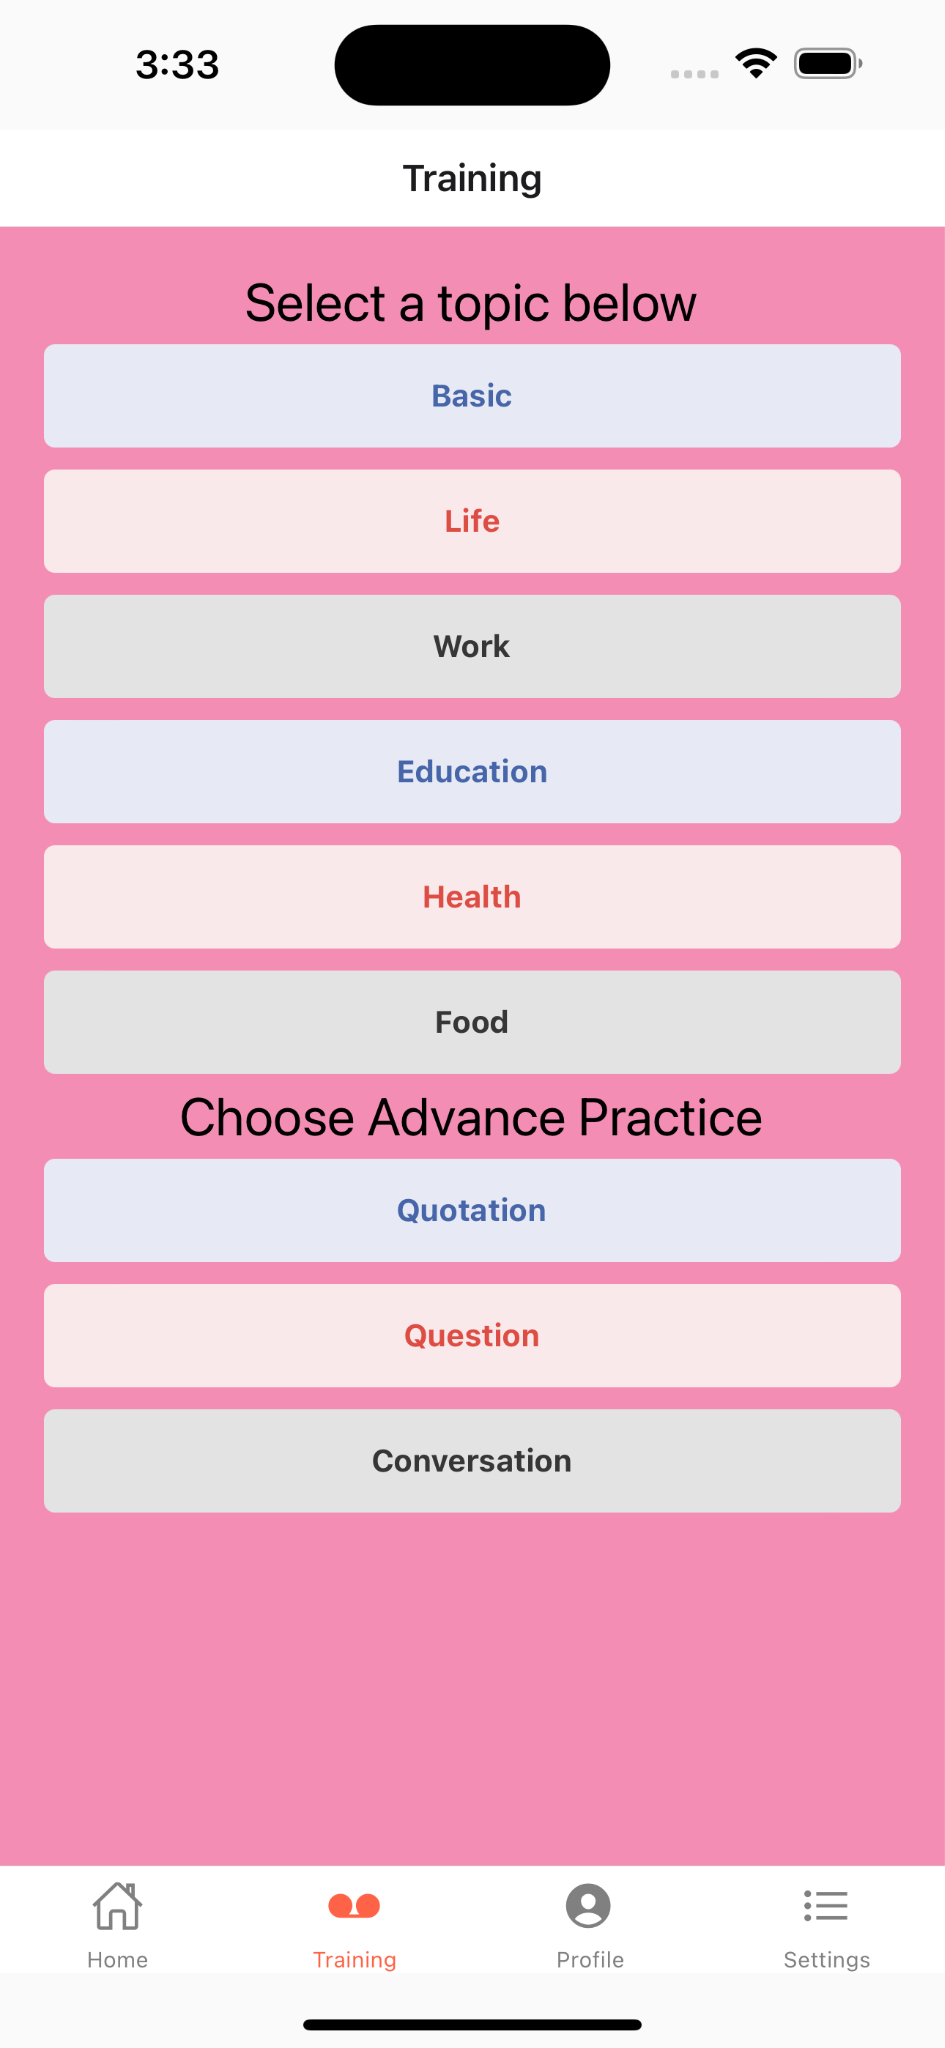 3:33
Training
Select a topic below
Basic
Life
Work
Education
Health
Food
Choose Advance Practice
Quotation
Question
Conversation
Home
Training
Profile
Settings